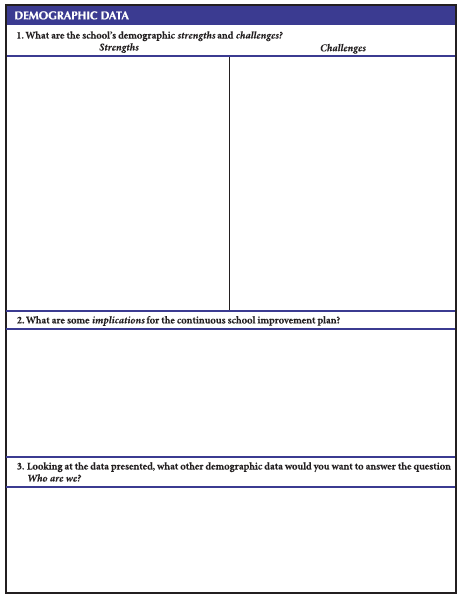 DEMOGRAPHIC DATA
1. What are the school's demographic strengths and challenges?
Strengths Challenges
2. What are some implications for the continuous school improvement plan?
3. Looking at the data presented, what other demographic data would you want to answer the question
Who are we?